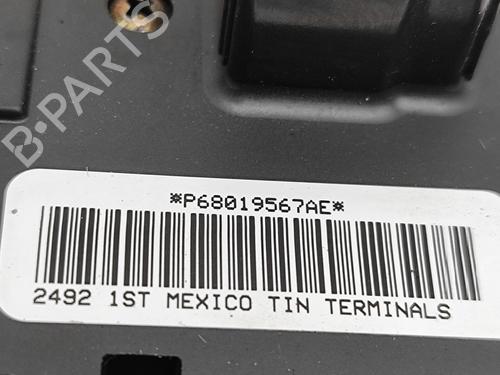 B-PARTS
*P68019567AE*
2492 1ST MEXICO TIN TERMINALS